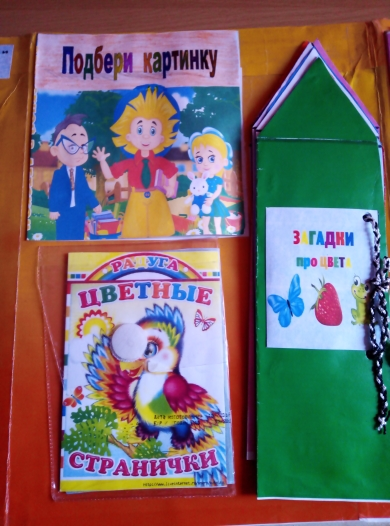 Подбери картинку
РАДУГА
ЦВЕТНЫЕ
СТРАНИЧКИ
ЗАГАДКИ
про цвета